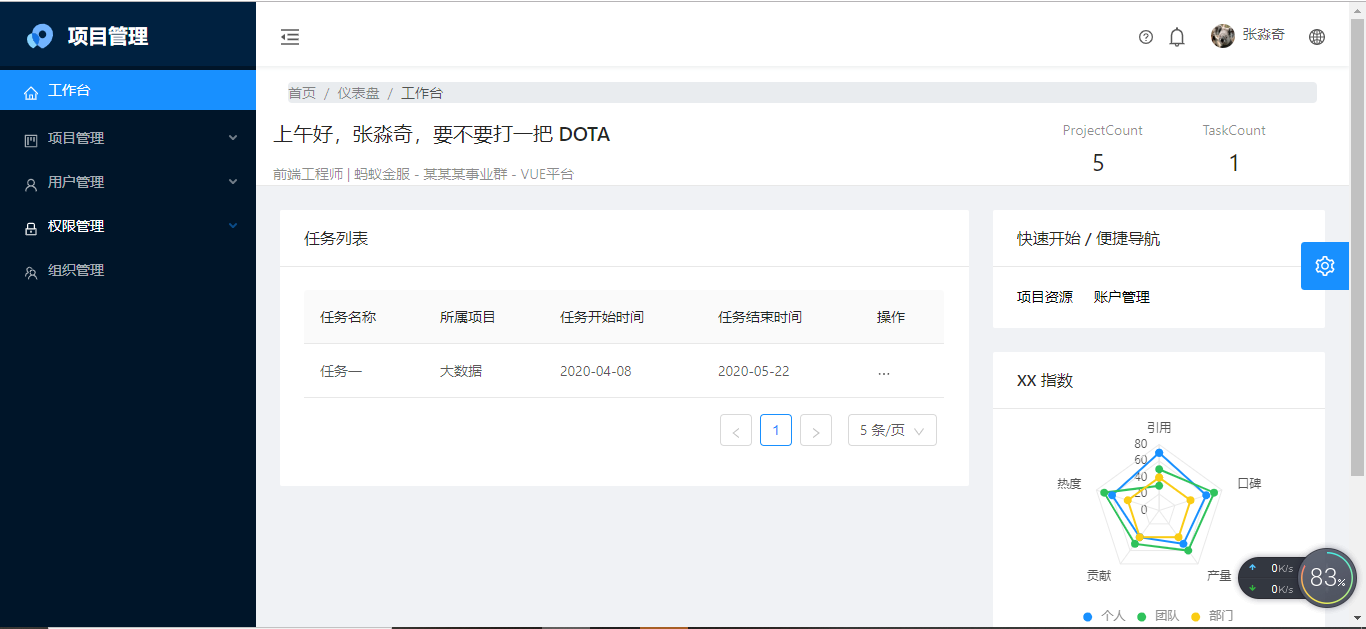 项目管理
张淼奇
工作台
项目管理
用户管理
权限管理
组织管理
首页 / 仪表盘 / 工作台
上午好，张淼奇，要不要打一把 DOTA
前端工程师 | 蚂蚁金服 - 某某某事业群 - VUE平台
ProjectCount
5
TaskCount
1
任务列表
任务名称 所属项目 任务开始时间 任务结束时间 操作
任务一 大数据 2020-04-08 2020-05-22 ...
< 1 > 5 条/页
快速开始 / 便捷导航
项目资源 账户管理
XX 指数
引用
80
60
40
20
0
热度
口碑
贡献
产量
个人 团队 部门
0K/s
0K/s
83%